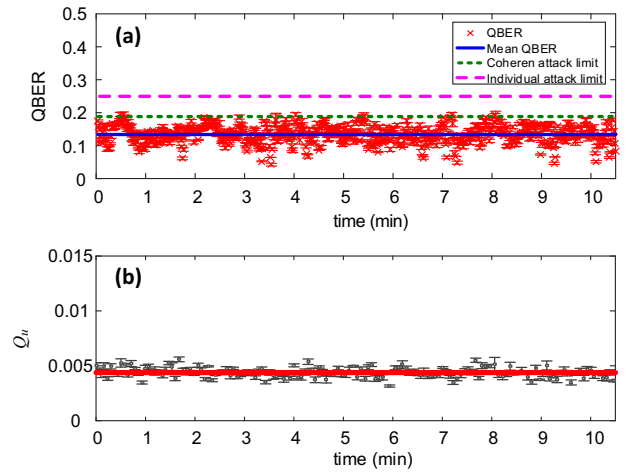 (a)
QBER
Mean QBER
Coheren attack limit
Individual attack limit
0.5
0.4
0.3
0.2
0.1
0
QBER
0 1 2 3 4 5 6 7 8 9 10
time (min)
(b)
0.015
0.01
0.005
0
Qu
0 1 2 3 4 5 6 7 8 9 10
time (min)